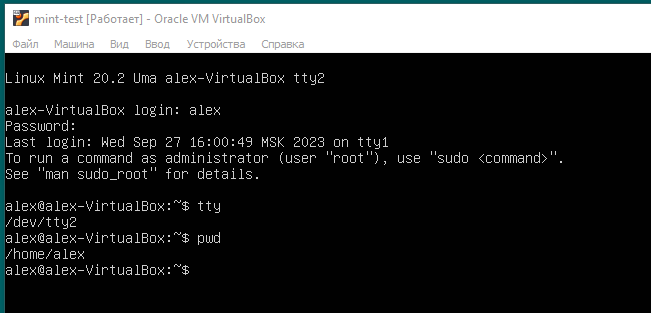 mint-test [Работает] - Oracle VM VirtualBox
Файл Машина Вид Ввод Устройства Справка
Linux Mint 20.2 Uma alex-VirtualBox tty2
alex-VirtualBox login: alex
Password:
Last login: Wed Sep 27 16:00:49 MSK 2023 on tty1
To run a command as administrator (user "root"), use "sudo <command>".
See "man sudo_root" for details.
alex@alex-VirtualBox:~$ tty
/dev/tty2
alex@alex-VirtualBox:~$ pwd
/home/alex
alex@alex-VirtualBox:~$